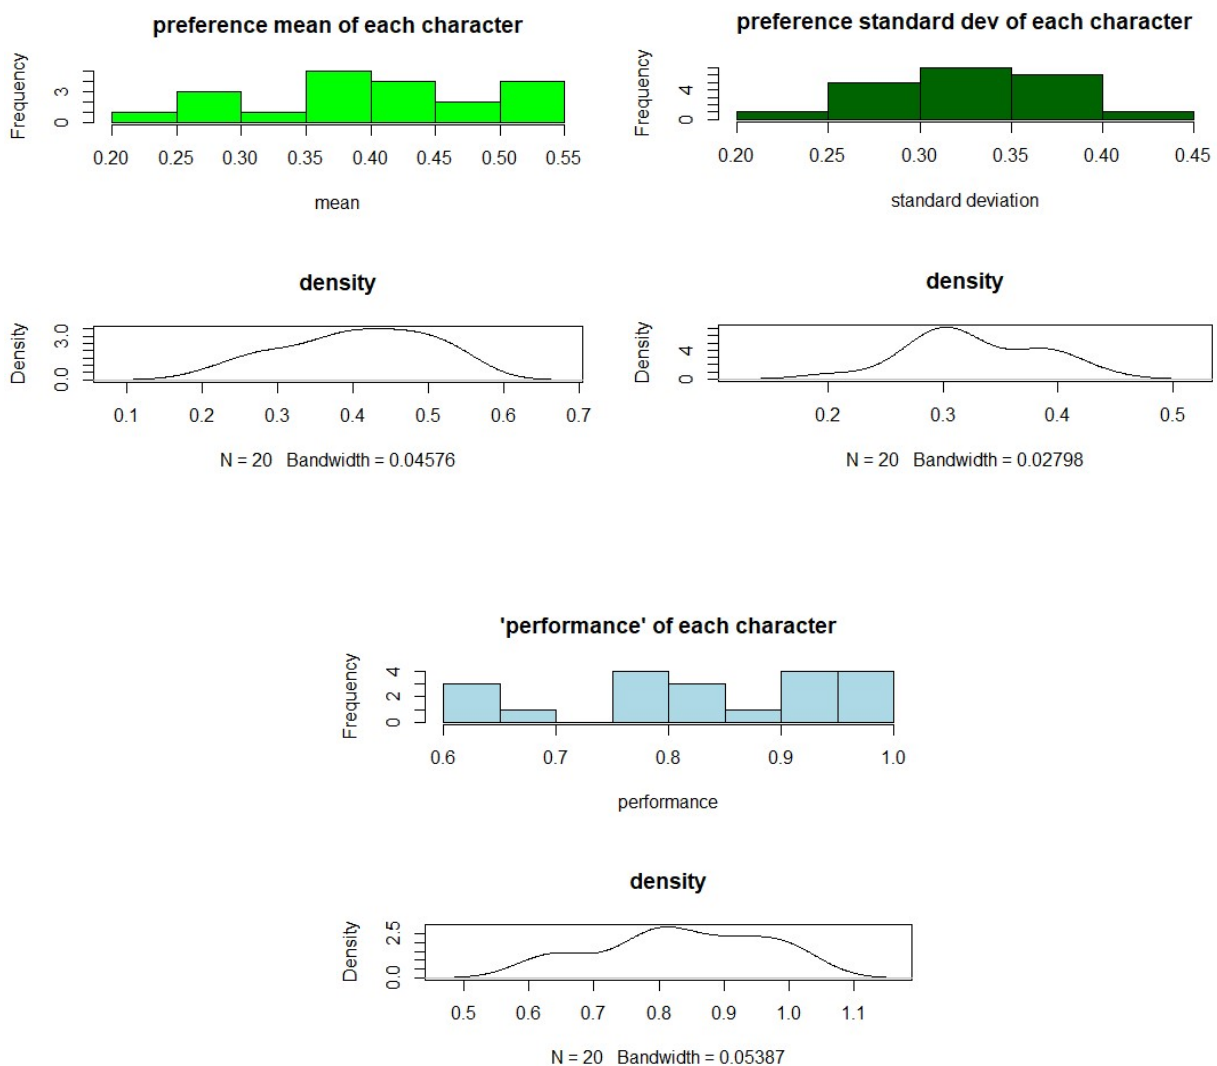 preference mean of each character
Frequency
0 3
0.20 0.25 0.30 0.35 0.40 0.45 0.50 0.55
mean
preference standard dev of each character
Frequency
0 4
0.20 0.25 0.30 0.35 0.40 0.45
standard deviation
density
Density
0.0 3.0
0.1 0.2 0.3 0.4 0.5 0.6 0.7
N = 20 Bandwidth = 0.04576
density
Density
0 4
0.2 0.3 0.4 0.5
N = 20 Bandwidth = 0.02798
'performance' of each character
Frequency
0 2 4
0.6 0.7 0.8 0.9 1.0
performance
density
Density
0.0 2.5
0.5 0.6 0.7 0.8 0.9 1.0 1.1
N = 20 Bandwidth = 0.05387